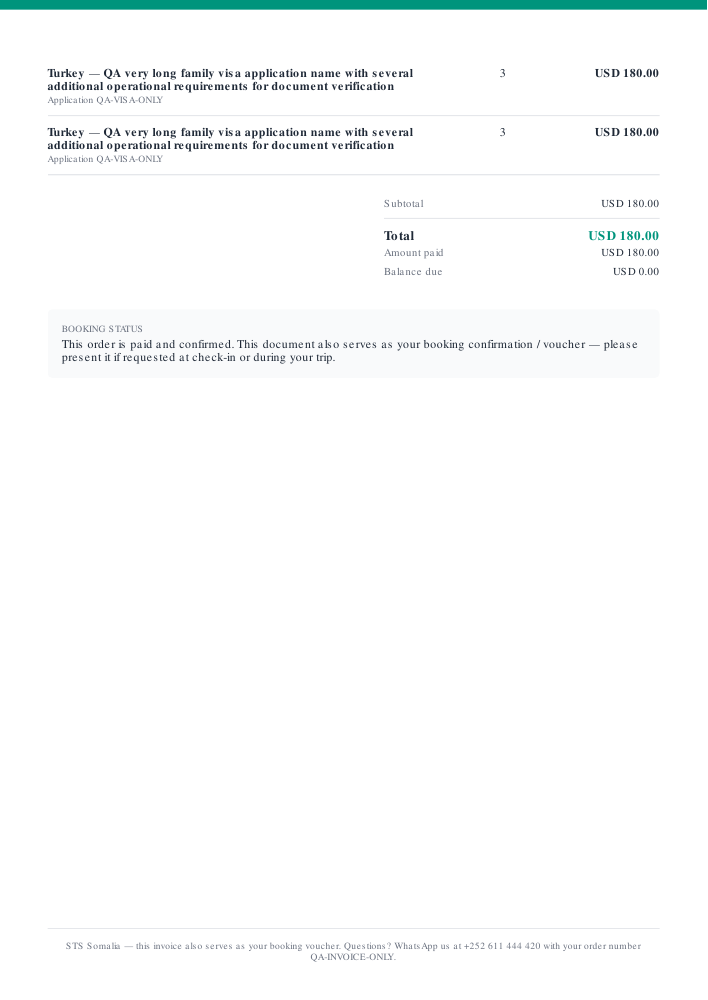 Turkey — QA very long family visa application name with several 3 USD 180.00
additional operational requirements for document verification
Application QA-VISA-ONLY
Turkey — QA very long family visa application name with several 3 USD 180.00
additional operational requirements for document verification
Application QA-VISA-ONLY
Subtotal USD 180.00
Total USD 180.00
Amount paid USD 180.00
Balance due USD 0.00
BOOKING STATUS
This order is paid and confirmed. This document also serves as your booking confirmation / voucher — please
present it if requested at check-in or during your trip.
STS Somalia — this invoice also serves as your booking voucher. Questions? WhatsApp us at +252 611 444 420 with your order number
QA-INVOICE-ONLY.